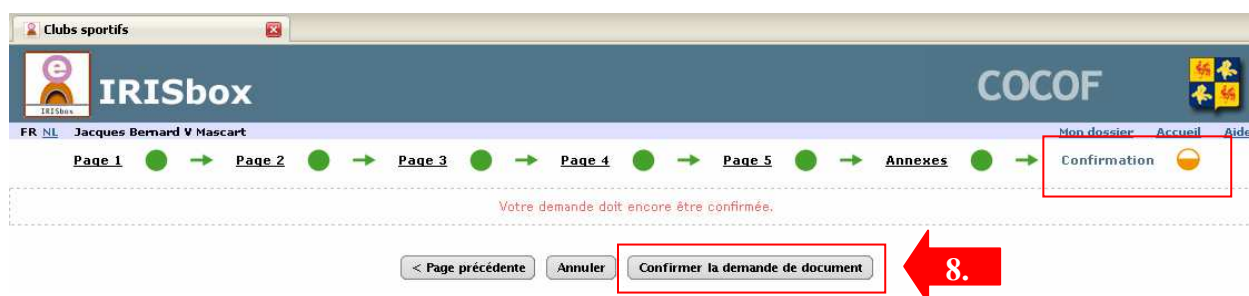 Clubs sportifs
e
IRISbox
IRISbox
COCOF
FR NL Jacques Bernard V Mascart
Mon dossier Accueil Aide
Page 1 Page 2 Page 3 Page 4 Page 5 Annexes Confirmation
Votre demande doit encore être confirmée.
< Page précédente Annuler Confirmer la demande de document
8.